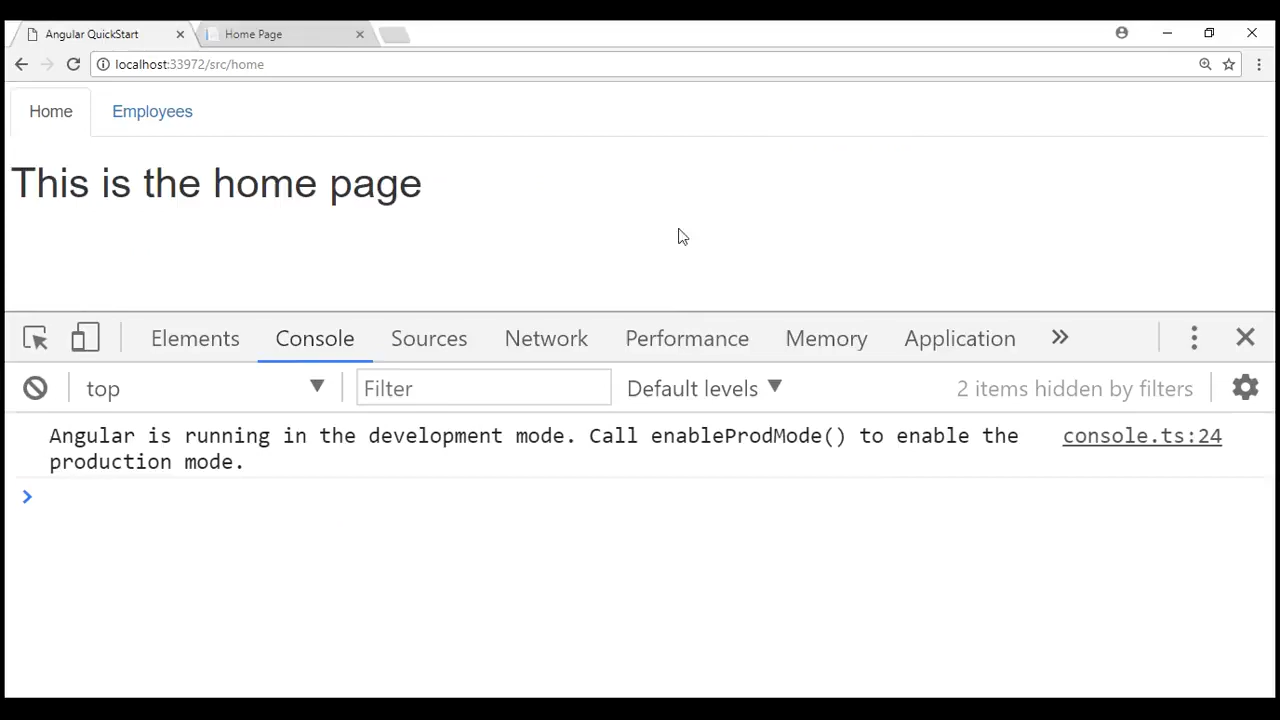 Angular QuickStart
Home Page
localhost:33972/src/home
Home Employees
This is the home page
Elements Console Sources Network Performance Memory Application
top Filter Default levels 2 items hidden by filters
Angular is running in the development mode. Call enableProdMode() to enable the console.ts:24
production mode.